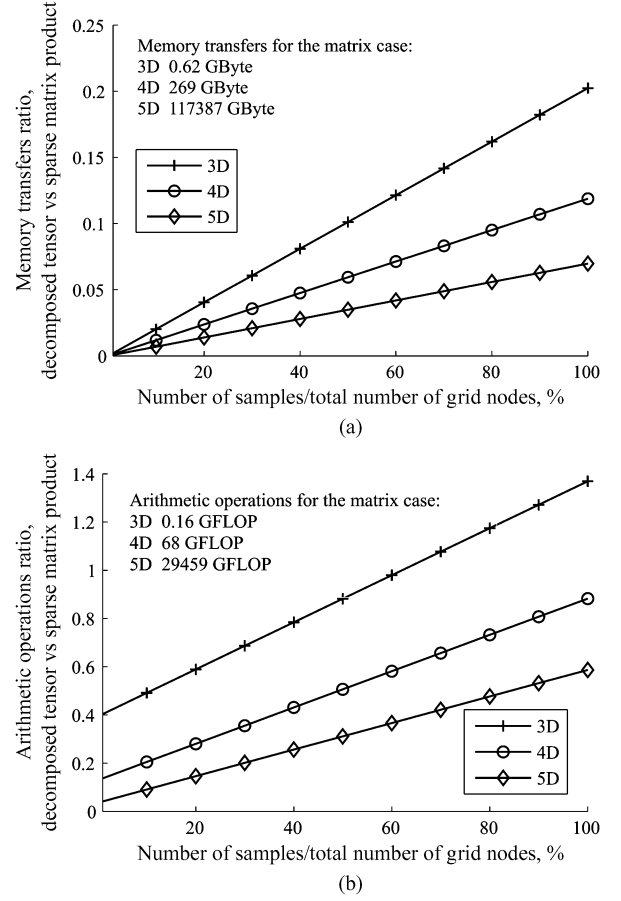 Memory transfers ratio,
decomposed tensor vs sparse matrix product
0.25
0.2
0.15
0.1
0.05
0
Memory transfers for the matrix case:
3D 0.62 GByte
4D 269 GByte
5D 117387 GByte
3D
4D
5D
20 40 60 80 100
Number of samples/total number of grid nodes, %
(a)
Arithmetic operations ratio,
decomposed tensor vs sparse matrix product
1.4
1.2
1
0.8
0.6
0.4
0.2
0
Arithmetic operations for the matrix case:
3D 0.16 GFLOP
4D 68 GFLOP
5D 29459 GFLOP
3D
4D
5D
20 40 60 80 100
Number of samples/total number of grid nodes, %
(b)